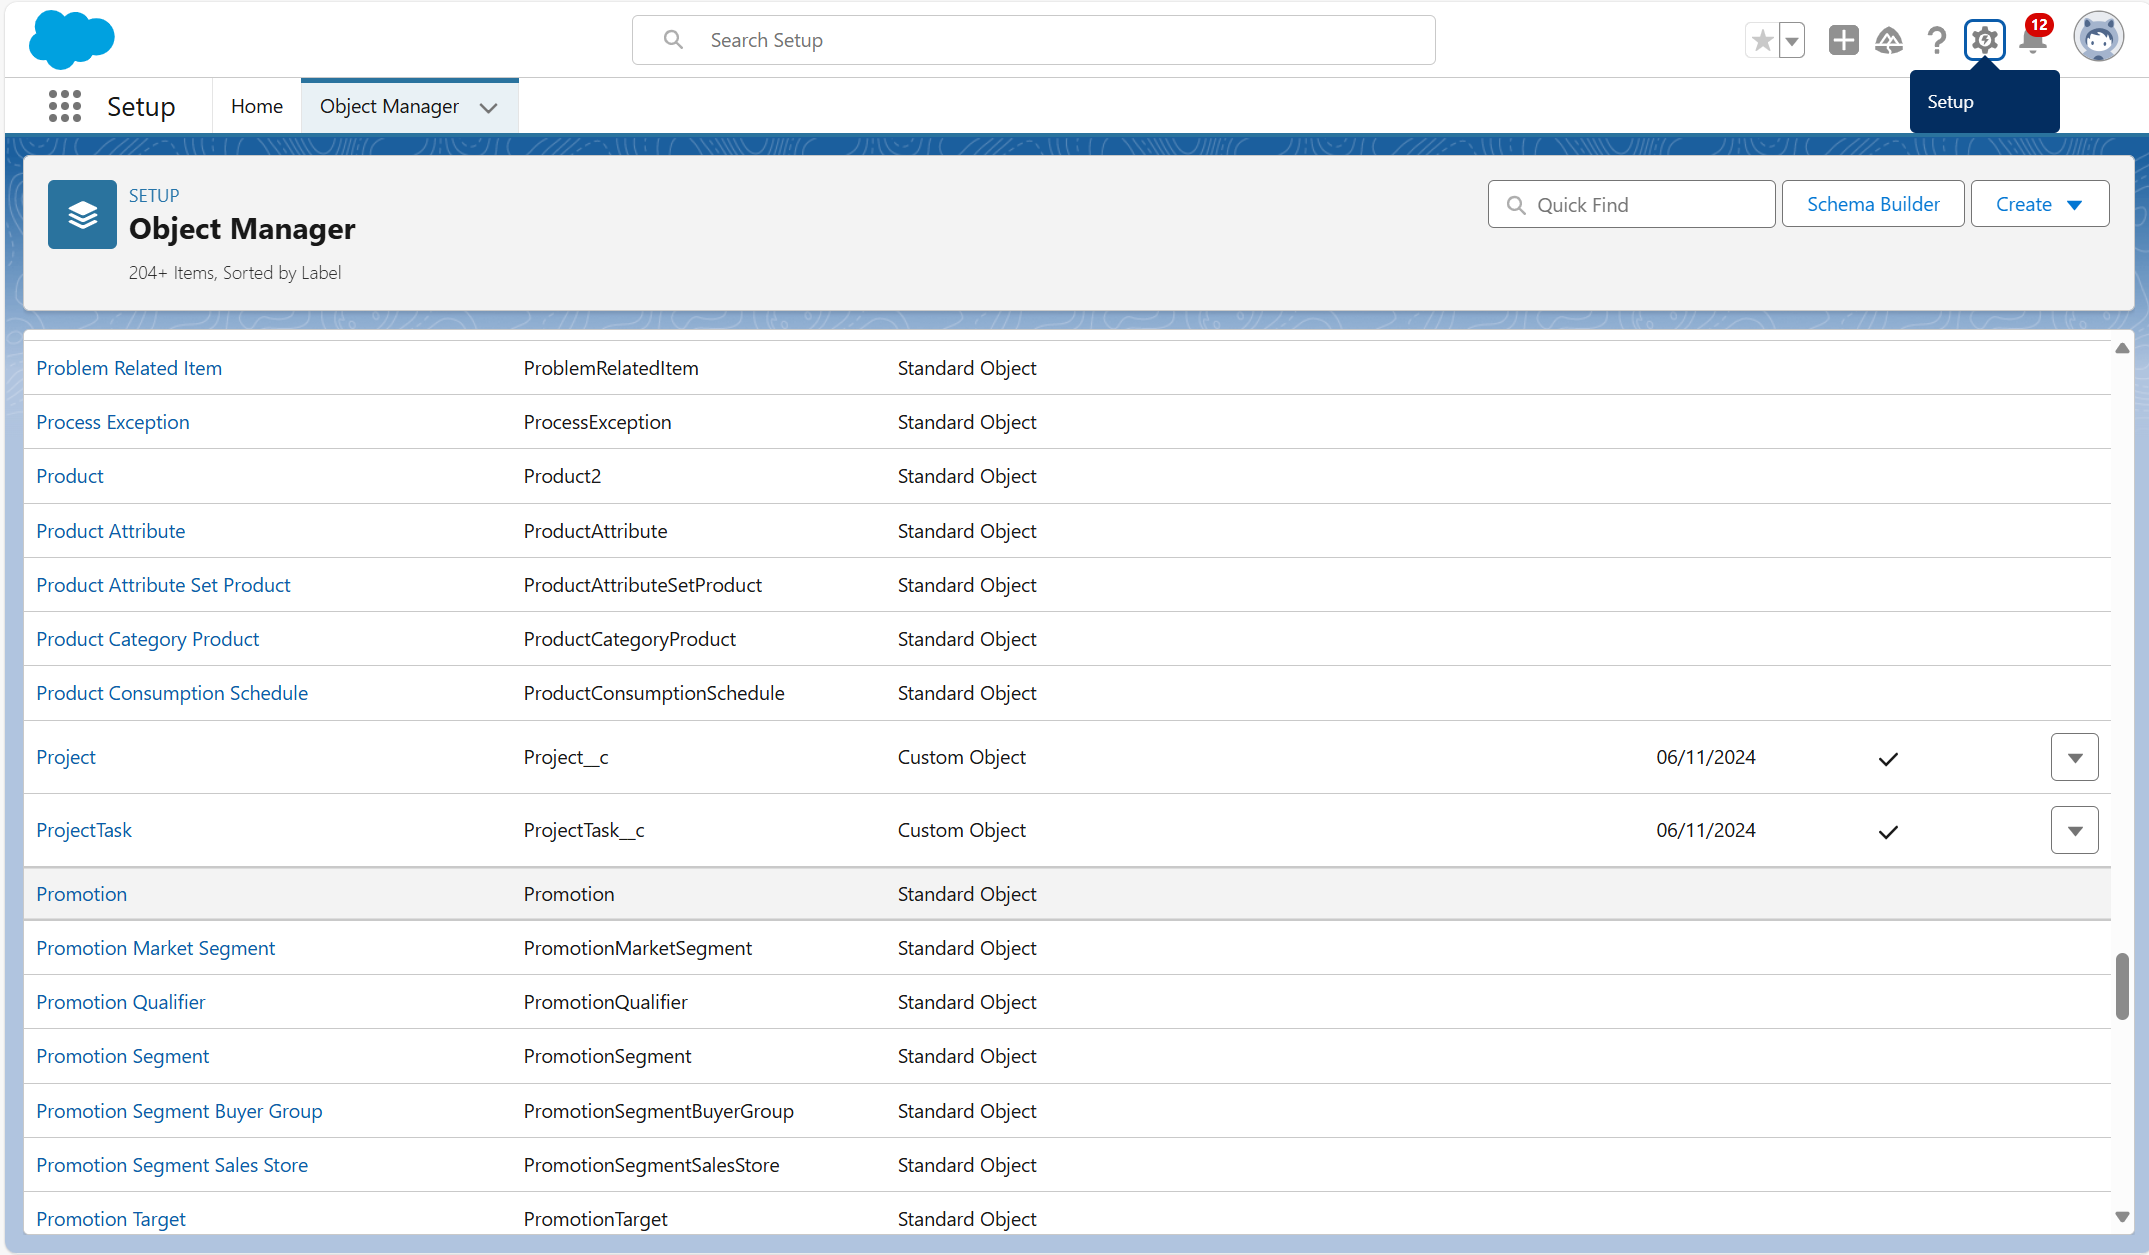 Search Setup
12
Setup
Home
Object Manager
Setup
SETUP
Object Manager
204+ Items, Sorted by Label
Quick Find
Schema Builder
Create
Problem Related Item ProblemRelatedItem Standard Object
Process Exception ProcessException Standard Object
Product Product2 Standard Object
Product Attribute ProductAttribute Standard Object
Product Attribute Set Product ProductAttributeSetProduct Standard Object
Product Category Product ProductCategoryProduct Standard Object
Product Consumption Schedule ProductConsumptionSchedule Standard Object
Project Project__c Custom Object 06/11/2024
ProjectTask ProjectTask__c Custom Object 06/11/2024
Promotion Promotion Standard Object
Promotion Market Segment PromotionMarketSegment Standard Object
Promotion Qualifier PromotionQualifier Standard Object
Promotion Segment PromotionSegment Standard Object
Promotion Segment Buyer Group PromotionSegmentBuyerGroup Standard Object
Promotion Segment Sales Store PromotionSegmentSalesStore Standard Object
Promotion Target PromotionTarget Standard Object